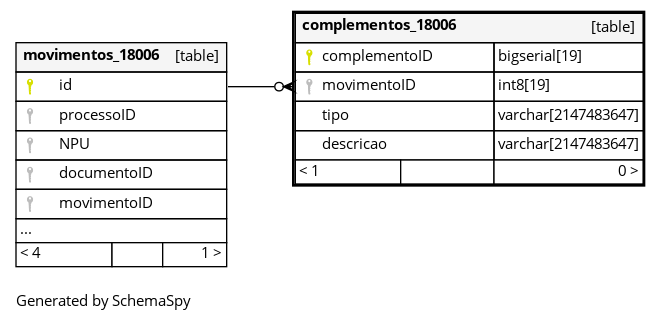 movimentos_18006 [table]
id
processoID
NPU
documentoID
movimentoID
...
< 4 1 >
complementos_18006 [table]
complementoID bigserial[19]
movimentoID int8[19]
tipo varchar[2147483647]
descricao varchar[2147483647]
< 1 0 >
Generated by SchemaSpy